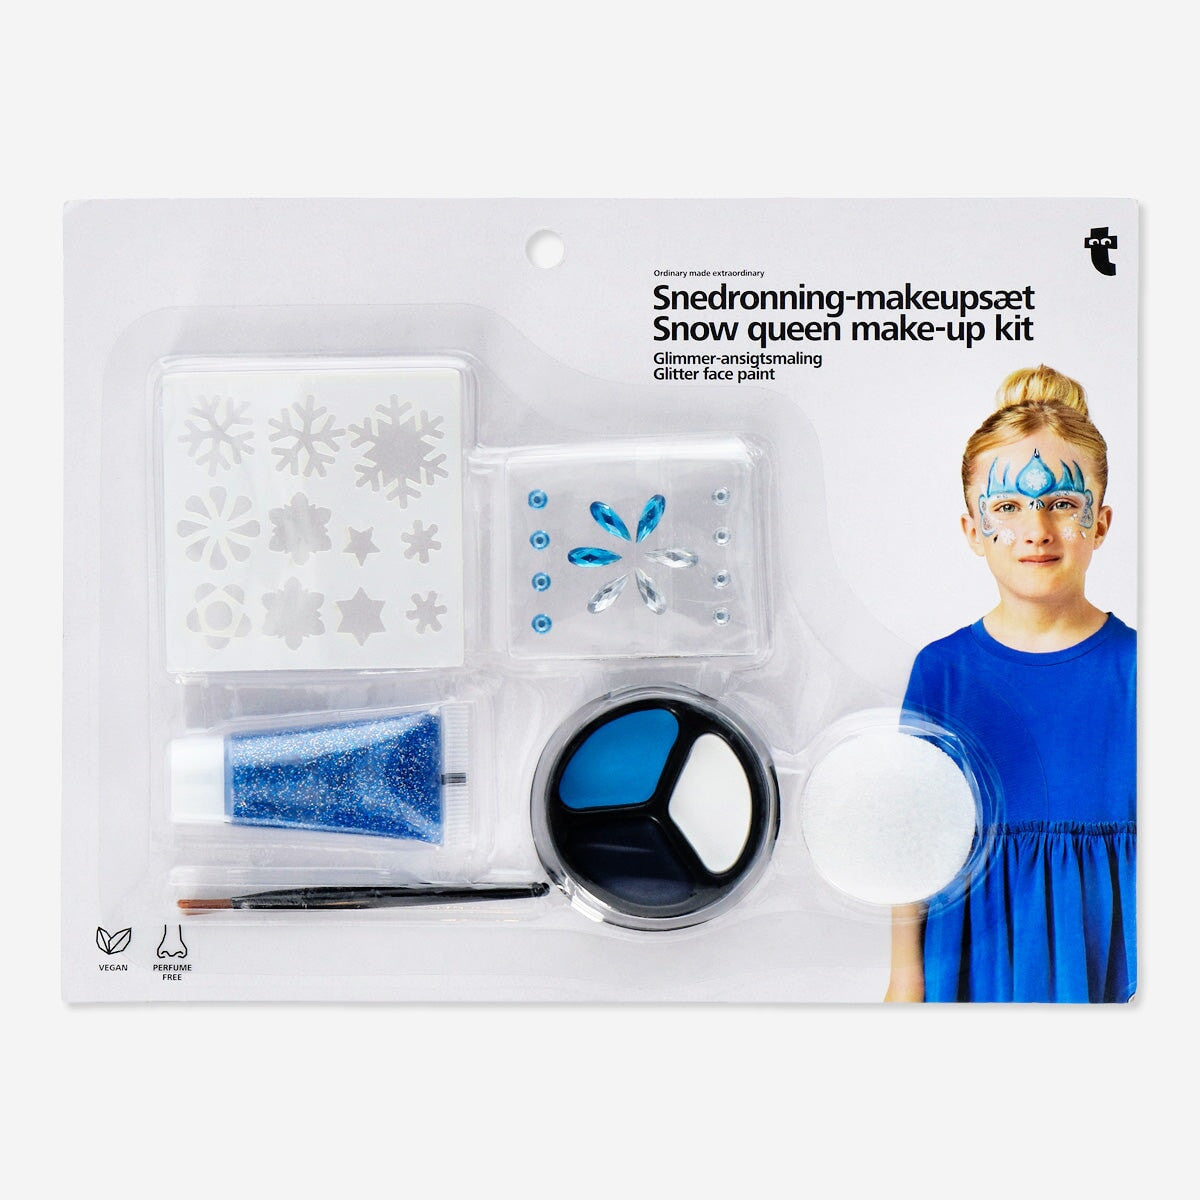 Ordinary made extraordinary
Snedronning-makeupsæt
Snow queen make-up kit
Glimmer-ansigtsmaling
Glitter face paint
VEGAN
PERFUME
FREE